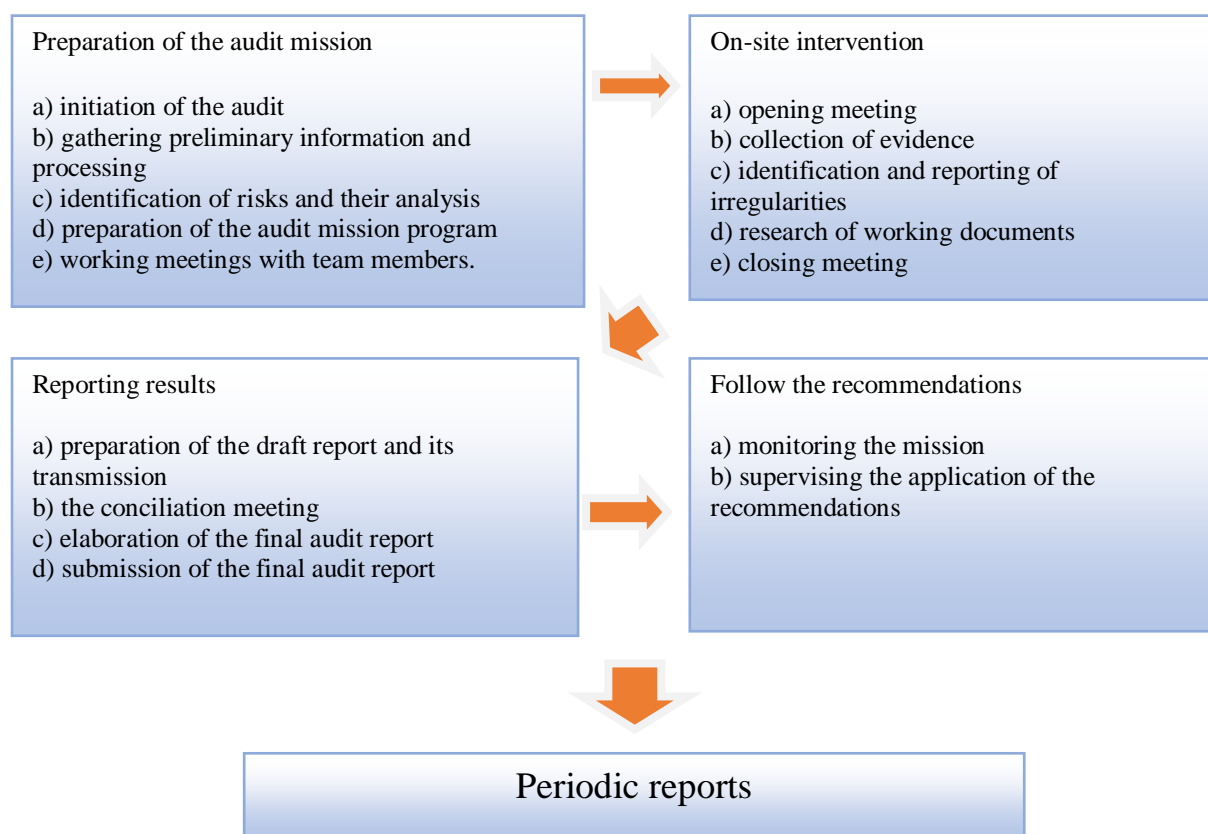 Preparation of the audit mission
a) initiation of the audit
b) gathering preliminary information and
processing
c) identification of risks and their analysis
d) preparation of the audit mission program
e) working meetings with team members.
On-site intervention
a) opening meeting
b) collection of evidence
c) identification and reporting of
irregularities
d) research of working documents
e) closing meeting
Reporting results
a) preparation of the draft report and its
transmission
b) the conciliation meeting
c) elaboration of the final audit report
d) submission of the final audit report
Follow the recommendations
a) monitoring the mission
b) supervising the application of the
recommendations
Periodic reports